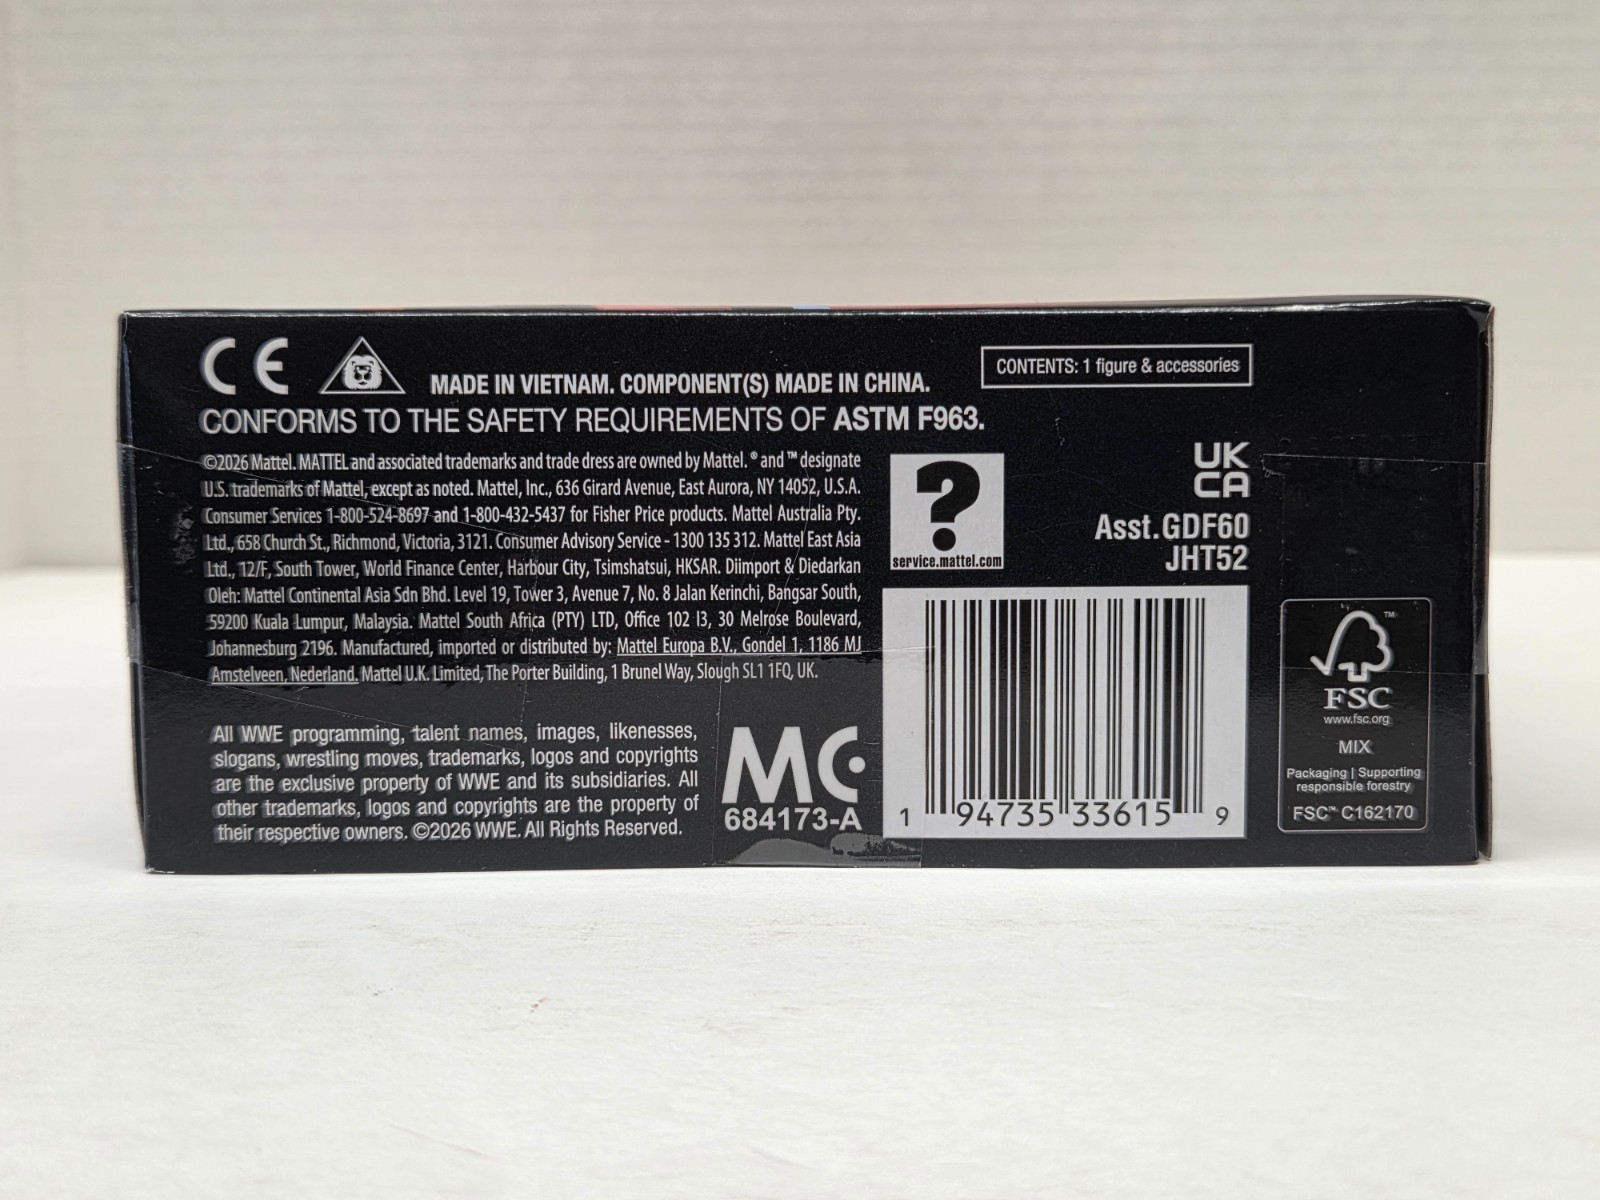 CE
MADE IN VIETNAM. COMPONENT(S) MADE IN CHINA.
CONTENTS: 1 figure & accessories
CONFORMS TO THE SAFETY REQUIREMENTS OF ASTM F963.
©2026 Mattel. MATTEL and associated trademarks and trade dress are owned by Mattel. ® and ™ designate
U.S. trademarks of Mattel, except as noted. Mattel, Inc., 636 Girard Avenue, East Aurora, NY 14052, U.S.A.
Consumer Services 1-800-524-8697 and 1-800-432-5437 for Fisher Price products. Mattel Australia Pty.
Ltd., 658 Church St., Richmond, Victoria, 3121. Consumer Advisory Service - 1300 135 312. Mattel East Asia
Ltd., 12/F, South Tower, World Finance Center, Harbour City, Tsimshatsui, HKSAR. Diimport & Diedarkan
Oleh: Mattel Continental Asia Sdn Bhd. Level 19, Tower 3, Avenue 7, No. 8 Jalan Kerinchi, Bangsar South,
59200 Kuala Lumpur, Malaysia. Mattel South Africa (PTY) LTD, Office 102 I3, 30 Melrose Boulevard,
Johannesburg 2196. Manufactured, imported or distributed by: Mattel Europa B.V., Gondel 1, 1186 MJ
Amstelveen, Nederland. Mattel U.K. Limited, The Porter Building, 1 Brunel Way, Slough SL1 1FQ, UK.
All WWE programming, talent names, images, likenesses,
slogans, wrestling moves, trademarks, logos and copyrights
are the exclusive property of WWE and its subsidiaries. All
other trademarks, logos and copyrights are the property of
their respective owners. ©2026 WWE. All Rights Reserved.
MC
684173-A
?
service.mattel.com
UK
CA
Asst.GDF60
JHT52
1 94735 33615 9
™
FSC
www.fsc.org
MIX
Packaging | Supporting
responsible forestry
FSC™ C162170